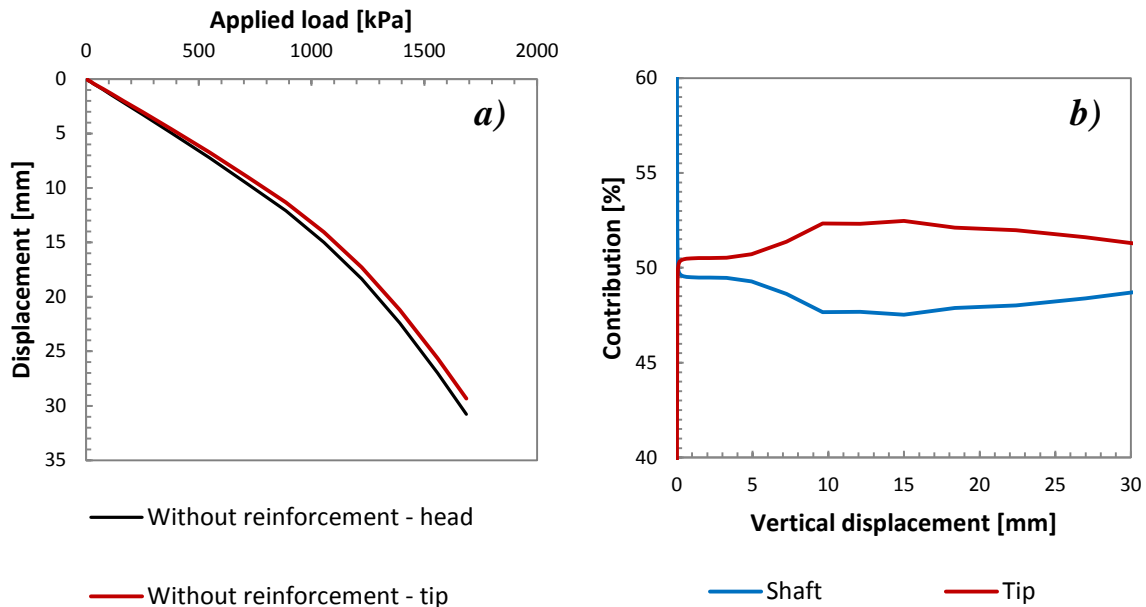 Applied load [kPa]
0 500 1000 1500 2000
0
5
10
15
20
25
30
35
Displacement [mm]
a)
Without reinforcement - head
Without reinforcement - tip
60
55
50
45
40
Contribution [%]
b)
0 5 10 15 20 25 30
Vertical displacement [mm]
Shaft Tip